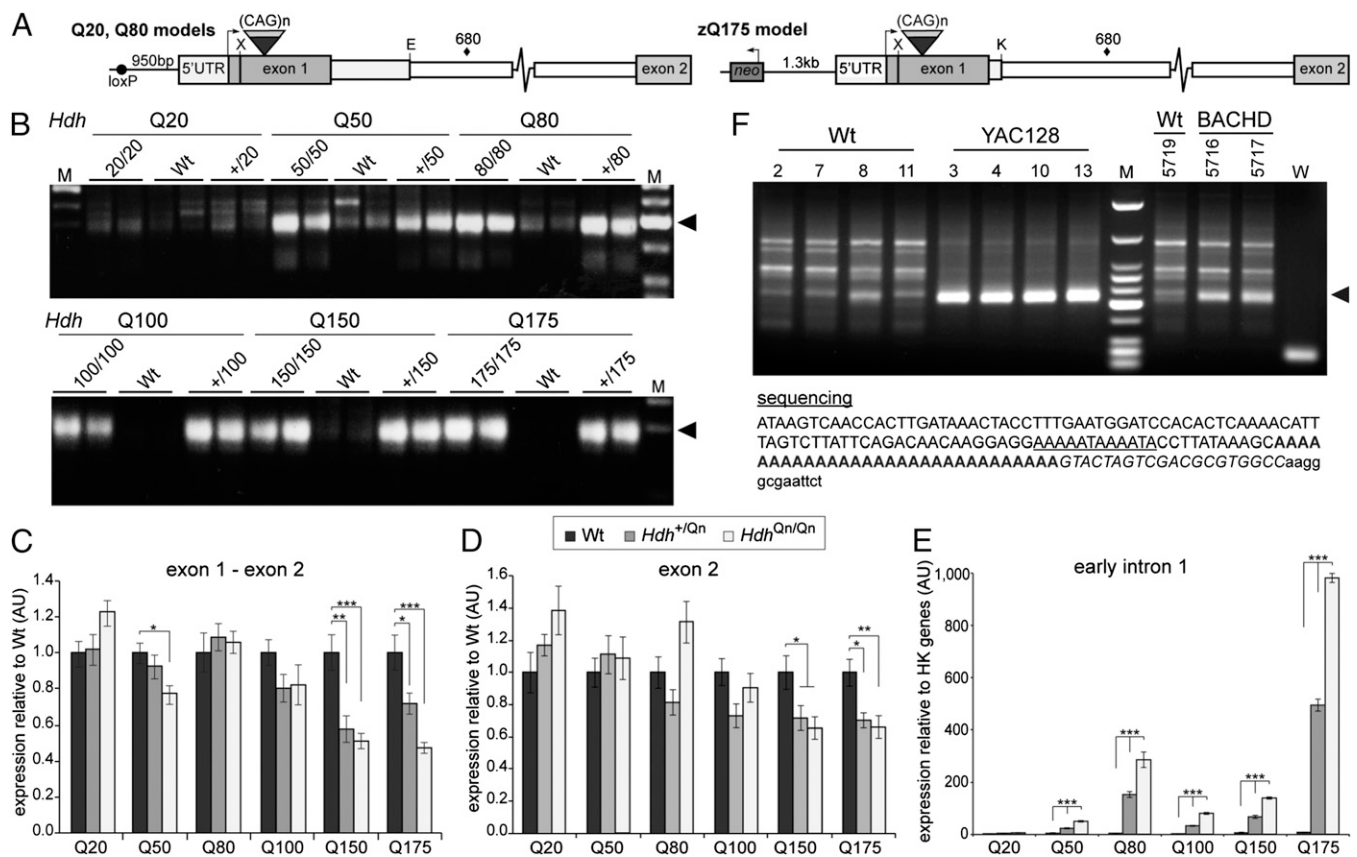 A
Q20, Q80 models
(CAG)n
X
E
680
950bp
loxP
5'UTR
exon 1
exon 2
zQ175 model
(CAG)n
X
K
680
neo
1.3kb
5'UTR
exon 1
exon 2
B
Hdh Q20 Q50 Q80
M 20/20 Wt +/20 50/50 Wt +/50 80/80 Wt +/80 M
Hdh Q100 Q150 Q175
100/100 Wt +/100 150/150 Wt +/150 175/175 Wt +/175 M
F
Wt YAC128 Wt BACHD
2 7 8 11 3 4 10 13 M 5719 5716 5717 W
sequencing
ATAAGTCAACCACTTGATAAACTACCTTTGAATGGATCCACACTCAAAACATT
TAGTCTTATTCAGACAACAAGGAGGAAAAATAAAATACCTTATAAAGCAAAA
AAAAAAAAAAAAAAAAAAAAAAAAAGTACTAGTCGACGCGTGGCCaagg
gcgaattct
Wt Hdh+/Qn HdhQn/Qn
C
exon 1 - exon 2
expression relative to Wt (AU)
1.4
1.2
1.0
0.8
0.6
0.4
0.2
0.0
*
**
***
*
***
Q20 Q50 Q80 Q100 Q150 Q175
D
exon 2
expression relative to Wt (AU)
1.6
1.4
1.2
1.0
0.8
0.6
0.4
0.2
0.0
*
*
**
Q20 Q50 Q80 Q100 Q150 Q175
E
early intron 1
expression relative to HK genes (AU)
1,000
800
600
400
200
0
***
***
***
***
***
Q20 Q50 Q80 Q100 Q150 Q175